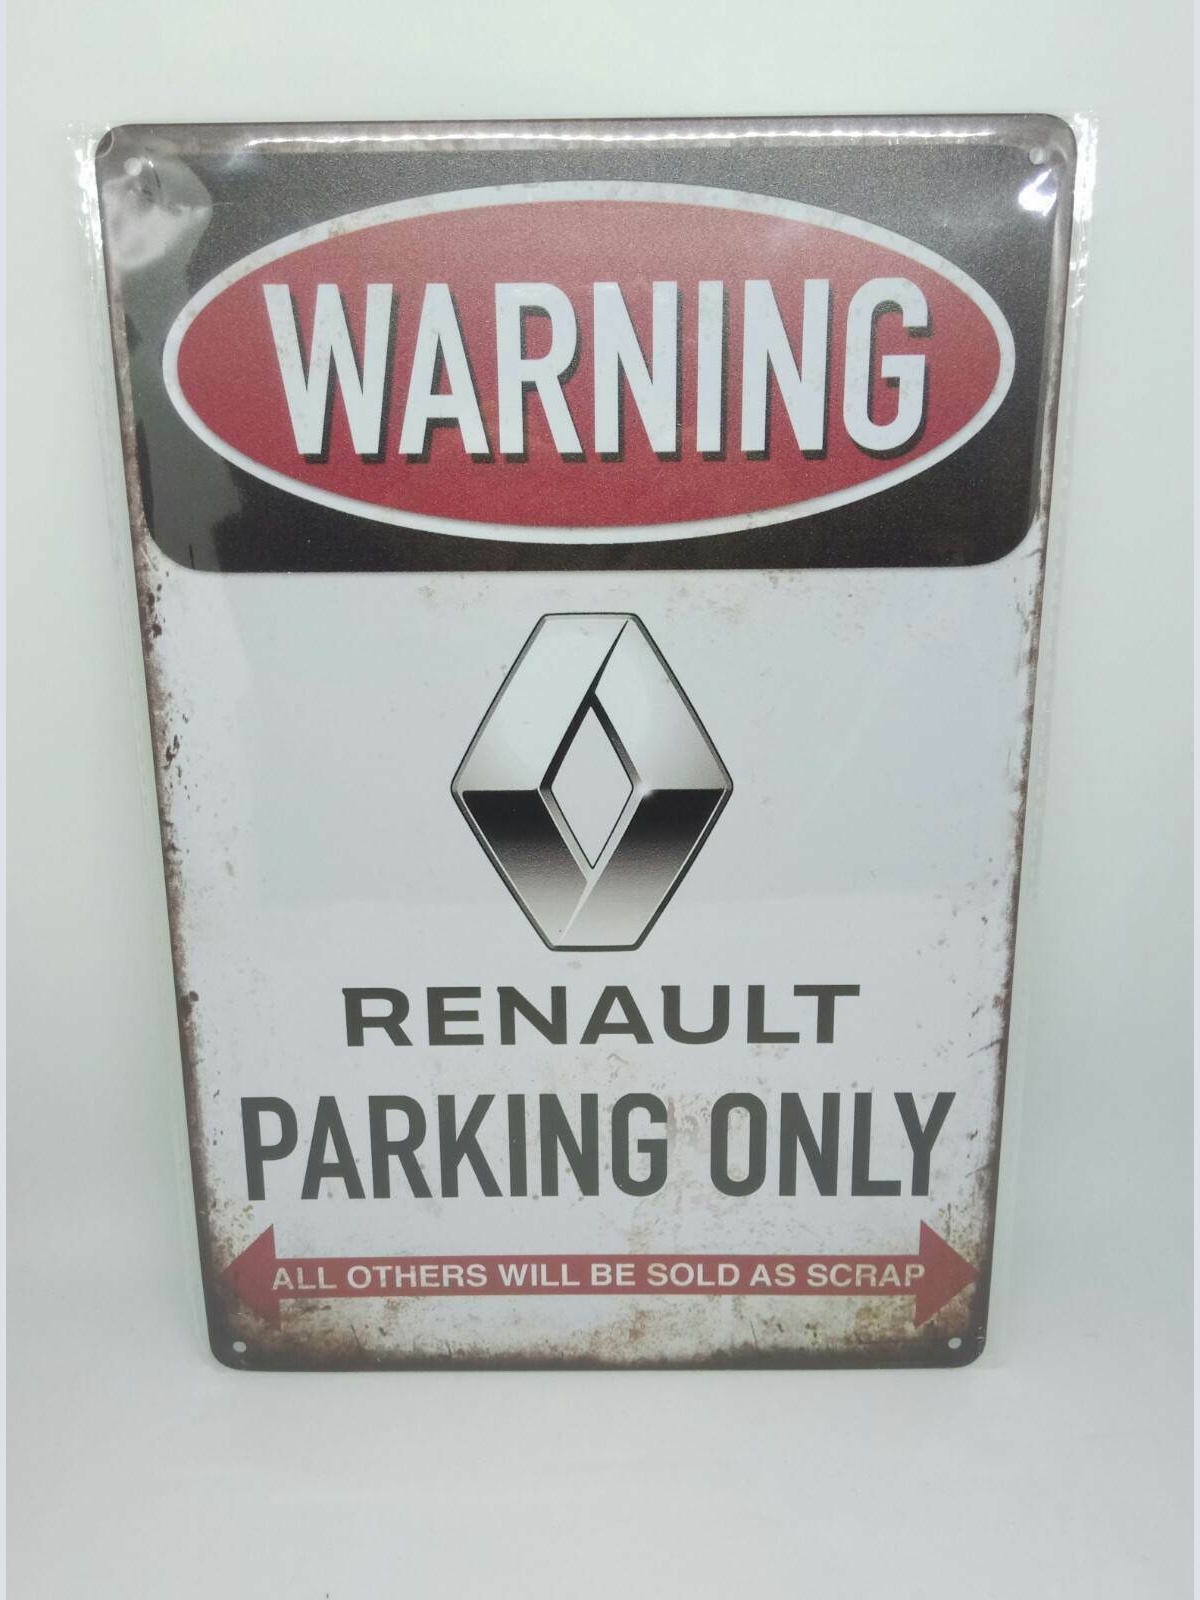 WARNING
RENAULT
PARKING ONLY
ALL OTHERS WILL BE SOLD AS SCRAP